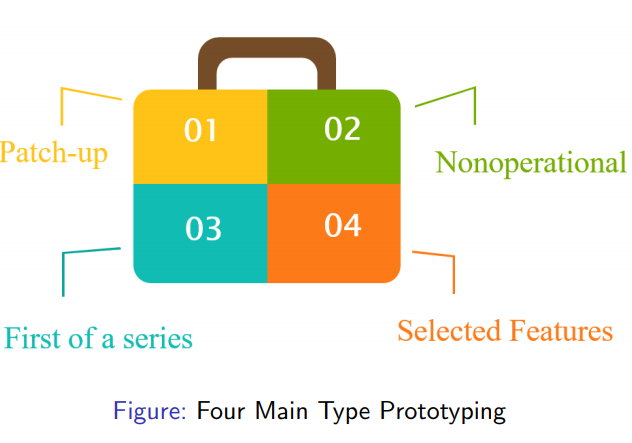 01
02
Patch-up
Nonoperational
03
04
First of a series
Selected Features
Figure: Four Main Type Prototyping